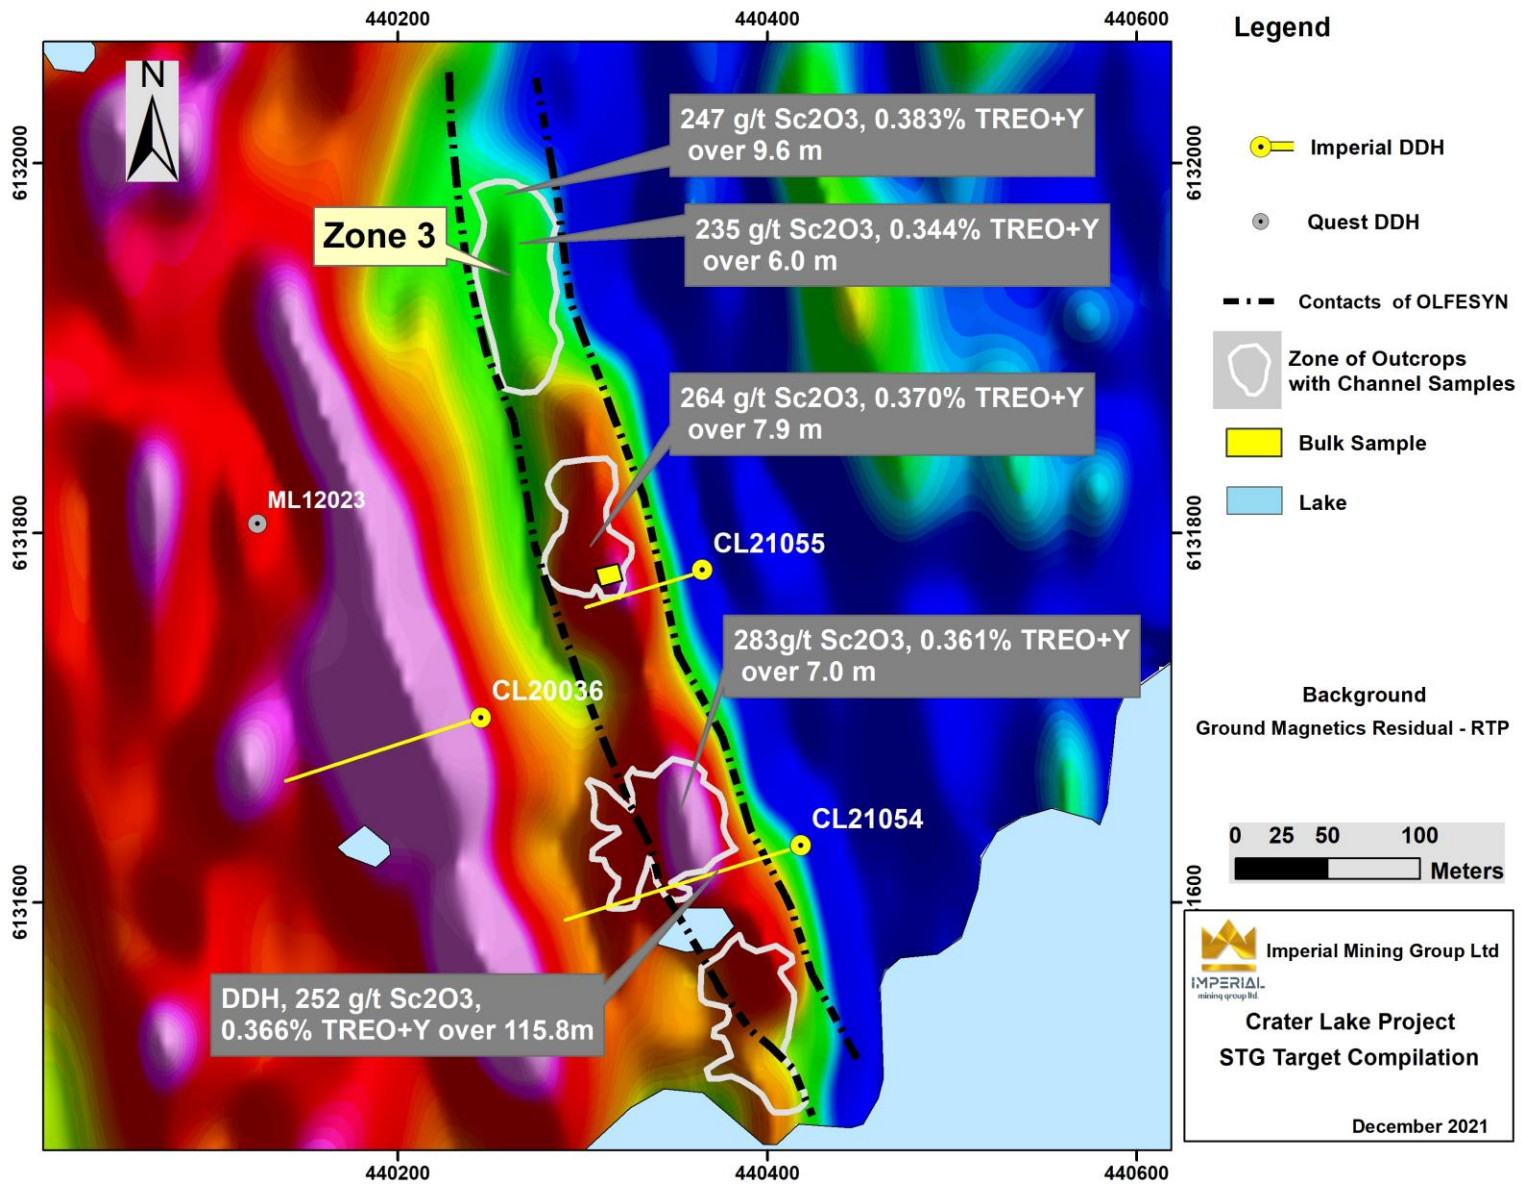 440200
440400
440600
Legend
N
6132000
6132000
247 g/t Sc2O3, 0.383% TREO+Y
over 9.6 m
Imperial DDH
Zone 3
235 g/t Sc2O3, 0.344% TREO+Y
over 6.0 m
Quest DDH
Contacts of OLFESYN
Zone of Outcrops
with Channel Samples
264 g/t Sc2O3, 0.370% TREO+Y
over 7.9 m
Bulk Sample
ML12023
Lake
6131800
6131800
CL21055
283g/t Sc2O3, 0.361% TREO+Y
over 7.0 m
CL20036
Background
Ground Magnetics Residual - RTP
CL21054
0 25 50 100
Meters
6131600
1600
DDH, 252 g/t Sc2O3,
0.366% TREO+Y over 115.8m
Imperial Mining Group Ltd
IMPERIAL
mining group ltd.
Crater Lake Project
STG Target Compilation
December 2021
440200
440400
440600